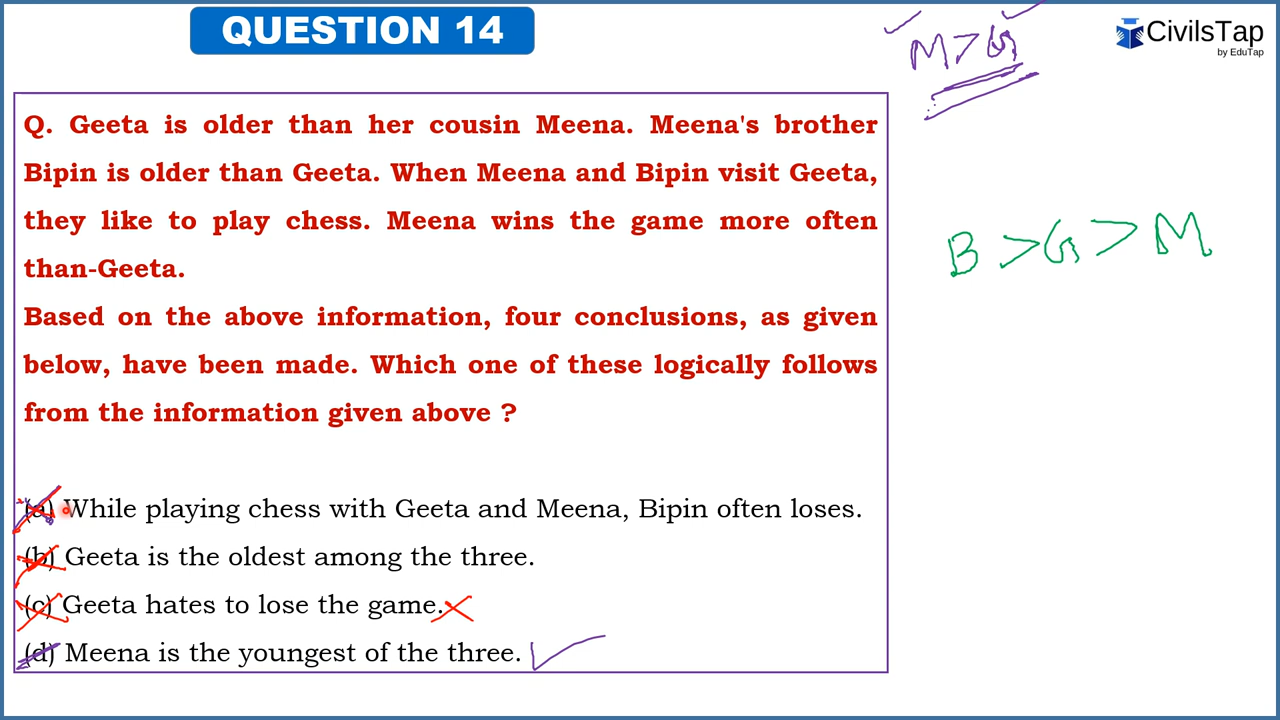 QUESTION 14
M > G
CivilsTap
by EduTap
Q. Geeta is older than her cousin Meena. Meena's brother
Bipin is older than Geeta. When Meena and Bipin visit Geeta,
they like to play chess. Meena wins the game more often
than-Geeta.
Based on the above information, four conclusions, as given
below, have been made. Which one of these logically follows
from the information given above ?
B > G > M
(a) While playing chess with Geeta and Meena, Bipin often loses.
(b) Geeta is the oldest among the three.
(c) Geeta hates to lose the game.
(d) Meena is the youngest of the three.